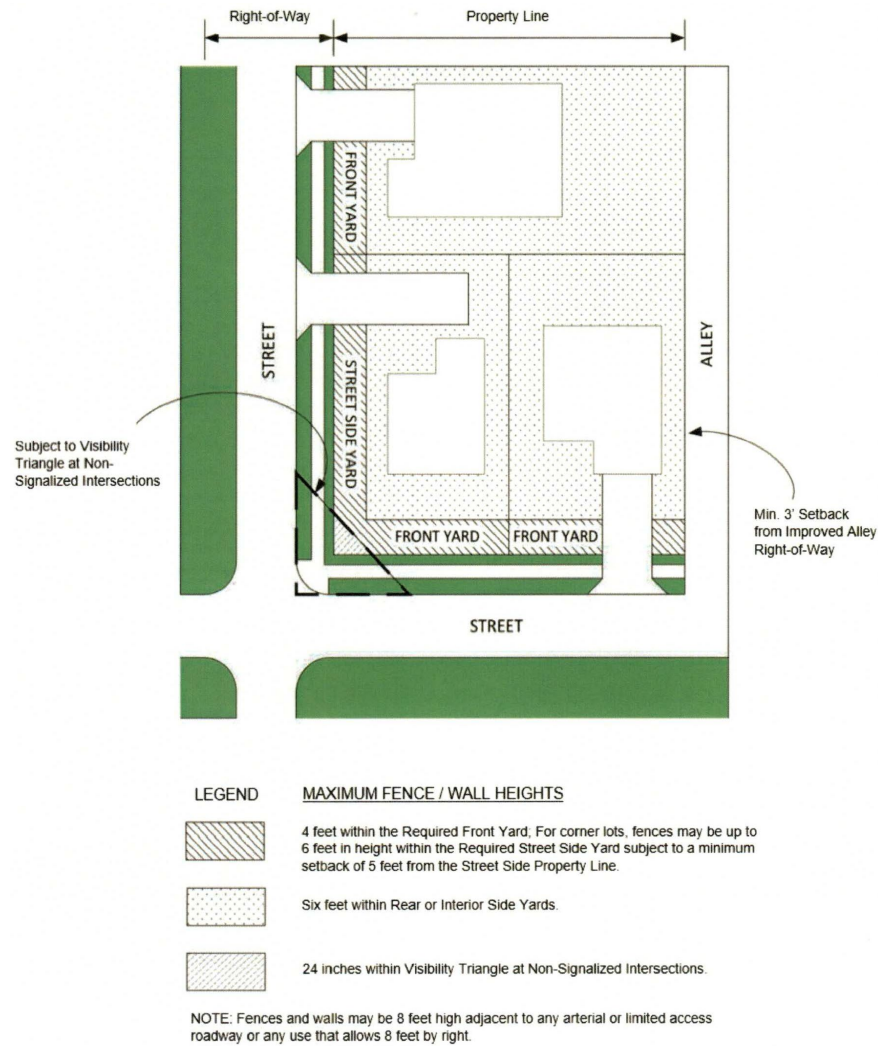 Right-of-Way
Property Line
FRONT YARD
STREET
STREET SIDE YARD
ALLEY
Subject to Visibility
Triangle at Non-
Signalized Intersections
FRONT YARD
FRONT YARD
Min. 3' Setback
from Improved Alley
Right-of-Way
STREET
LEGEND
MAXIMUM FENCE / WALL HEIGHTS
4 feet within the Required Front Yard; For corner lots, fences may be up to
6 feet in height within the Required Street Side Yard subject to a minimum
setback of 5 feet from the Street Side Property Line.
Six feet within Rear or Interior Side Yards.
24 inches within Visibility Triangle at Non-Signalized Intersections.
NOTE: Fences and walls may be 8 feet high adjacent to any arterial or limited access
roadway or any use that allows 8 feet by right.